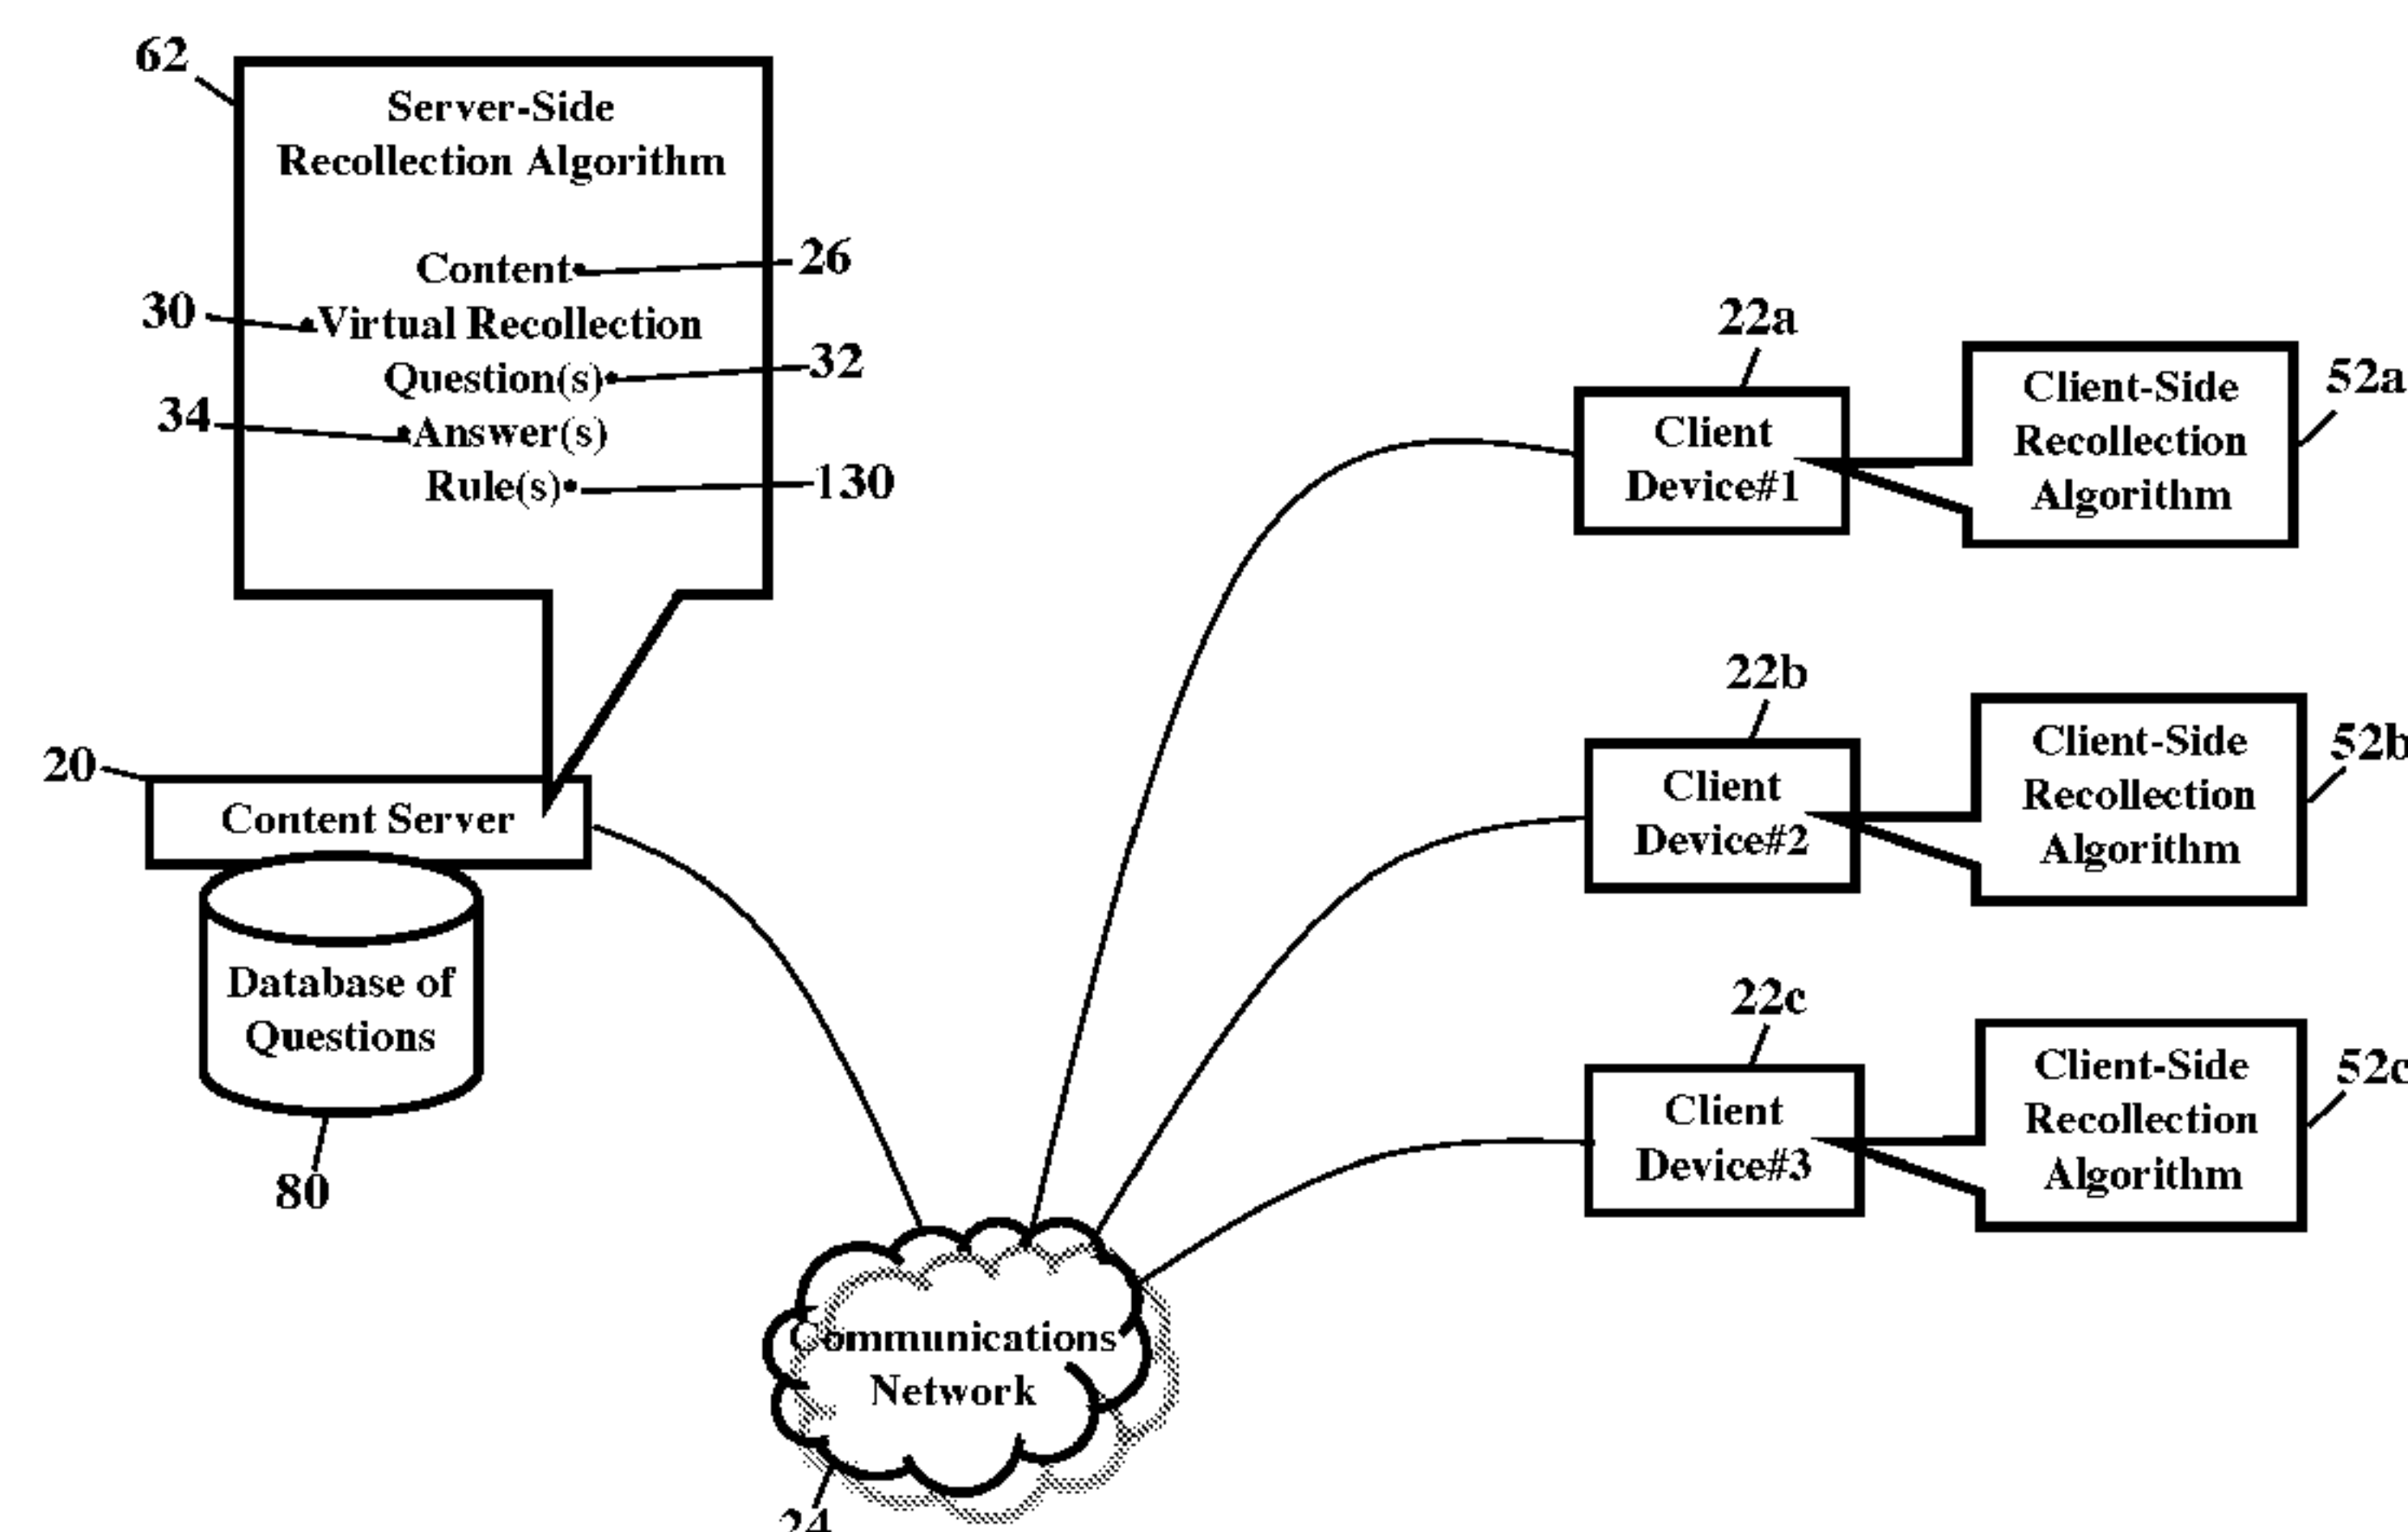 62
Server-Side
Recollection Algorithm
Content
26
30
Virtual Recollection
Question(s)
32
34
Answer(s)
Rule(s)
130
20
Content Server
Database of
Questions
80
22a
Client
Device#1
Client-Side
Recollection
Algorithm
52a
22b
Client
Device#2
Client-Side
Recollection
Algorithm
52b
22c
Client
Device#3
Client-Side
Recollection
Algorithm
52c
Communications
Network
24